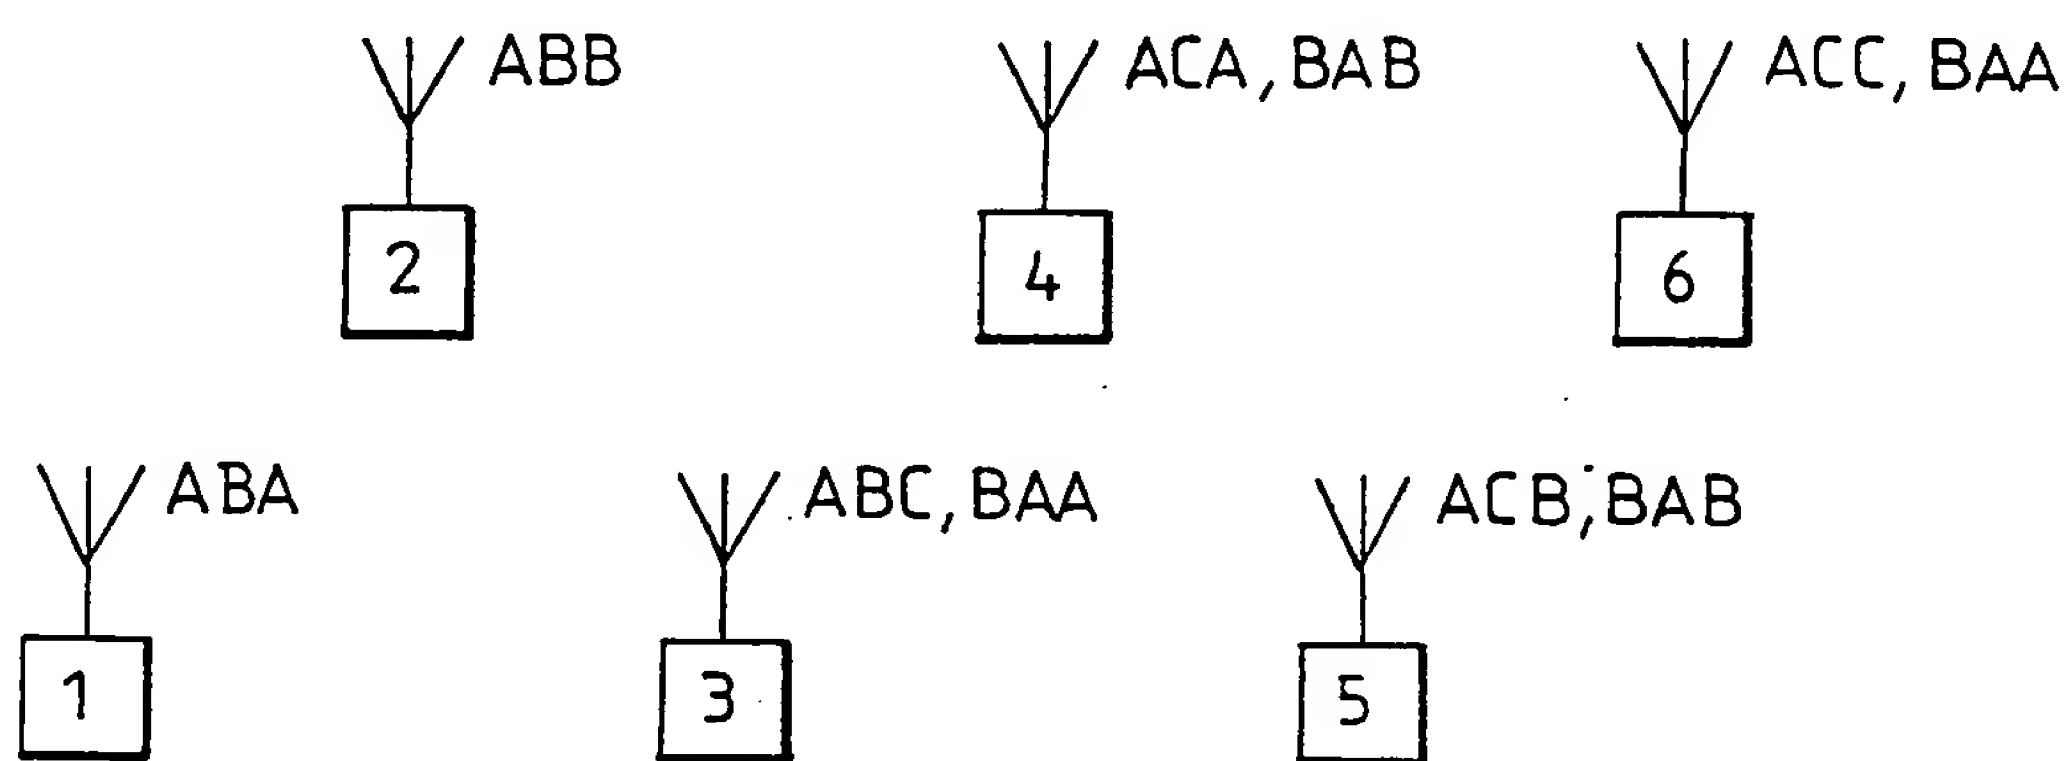 ABB ACA, BAB ACC, BAA
2 4 6
ABA ABC, BAA ACB, BAB
1 3 5